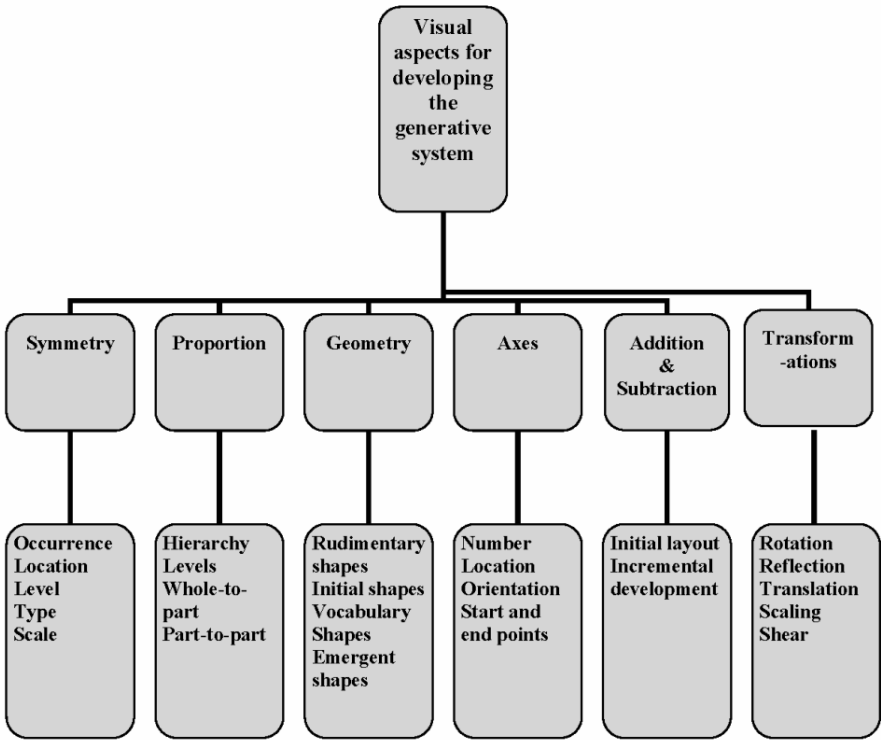 Visual
aspects for
developing
the
generative
system
Symmetry
Proportion
Geometry
Axes
Addition
&
Subtraction
Transform
-ations
Occurrence
Location
Level
Type
Scale
Hierarchy
Levels
Whole-to-
part
Part-to-part
Rudimentary
shapes
Initial shapes
Vocabulary
Shapes
Emergent
shapes
Number
Location
Orientation
Start and
end points
Initial layout
Incremental
development
Rotation
Reflection
Translation
Scaling
Shear